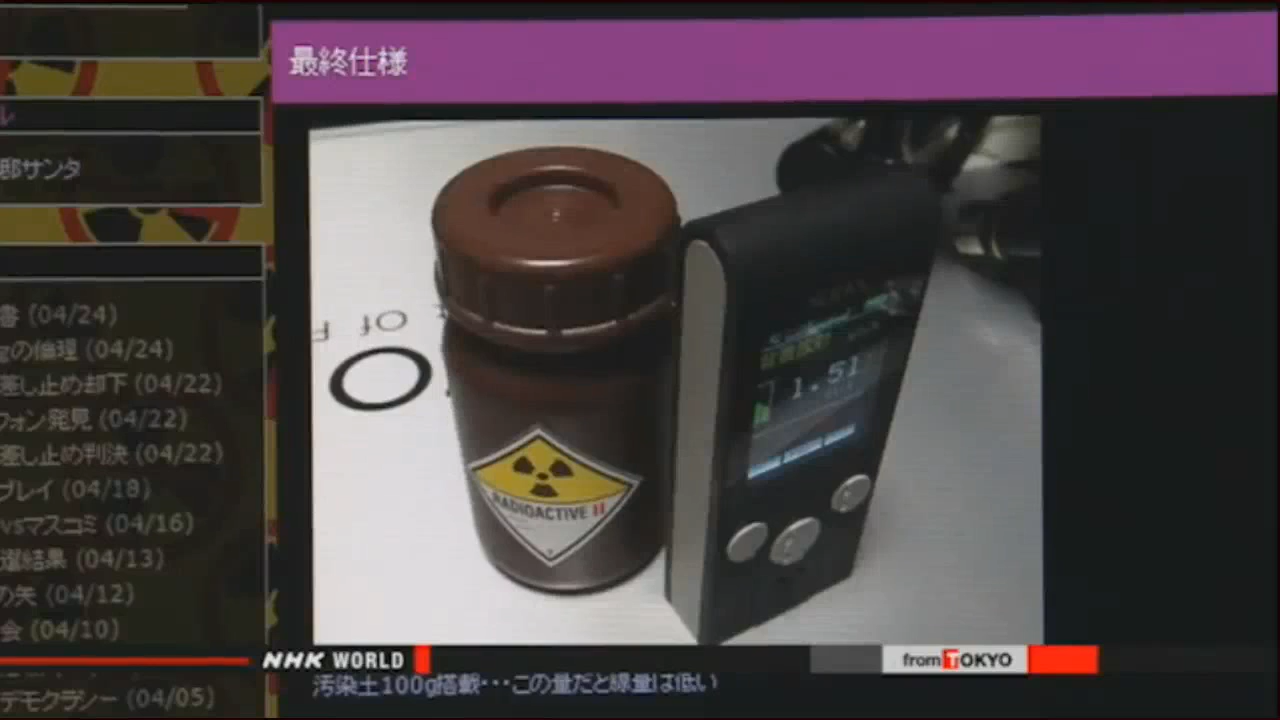 最終仕様
ル
邸サンタ
書 (04/24)
の倫理 (04/24)
差し止め却下 (04/22)
フォン発見 (04/22)
差し止め判決 (04/22)
プレイ (04/18)
vsマスコミ (04/16)
選結果 (04/13)
の矢 (04/12)
会 (04/10)
デモクラシー (04/05)
Off
1.51
RADIOACTIVE II
7
NHK WORLD
from TOKYO
汚染土100g搭載・・・この量だと線量は低い